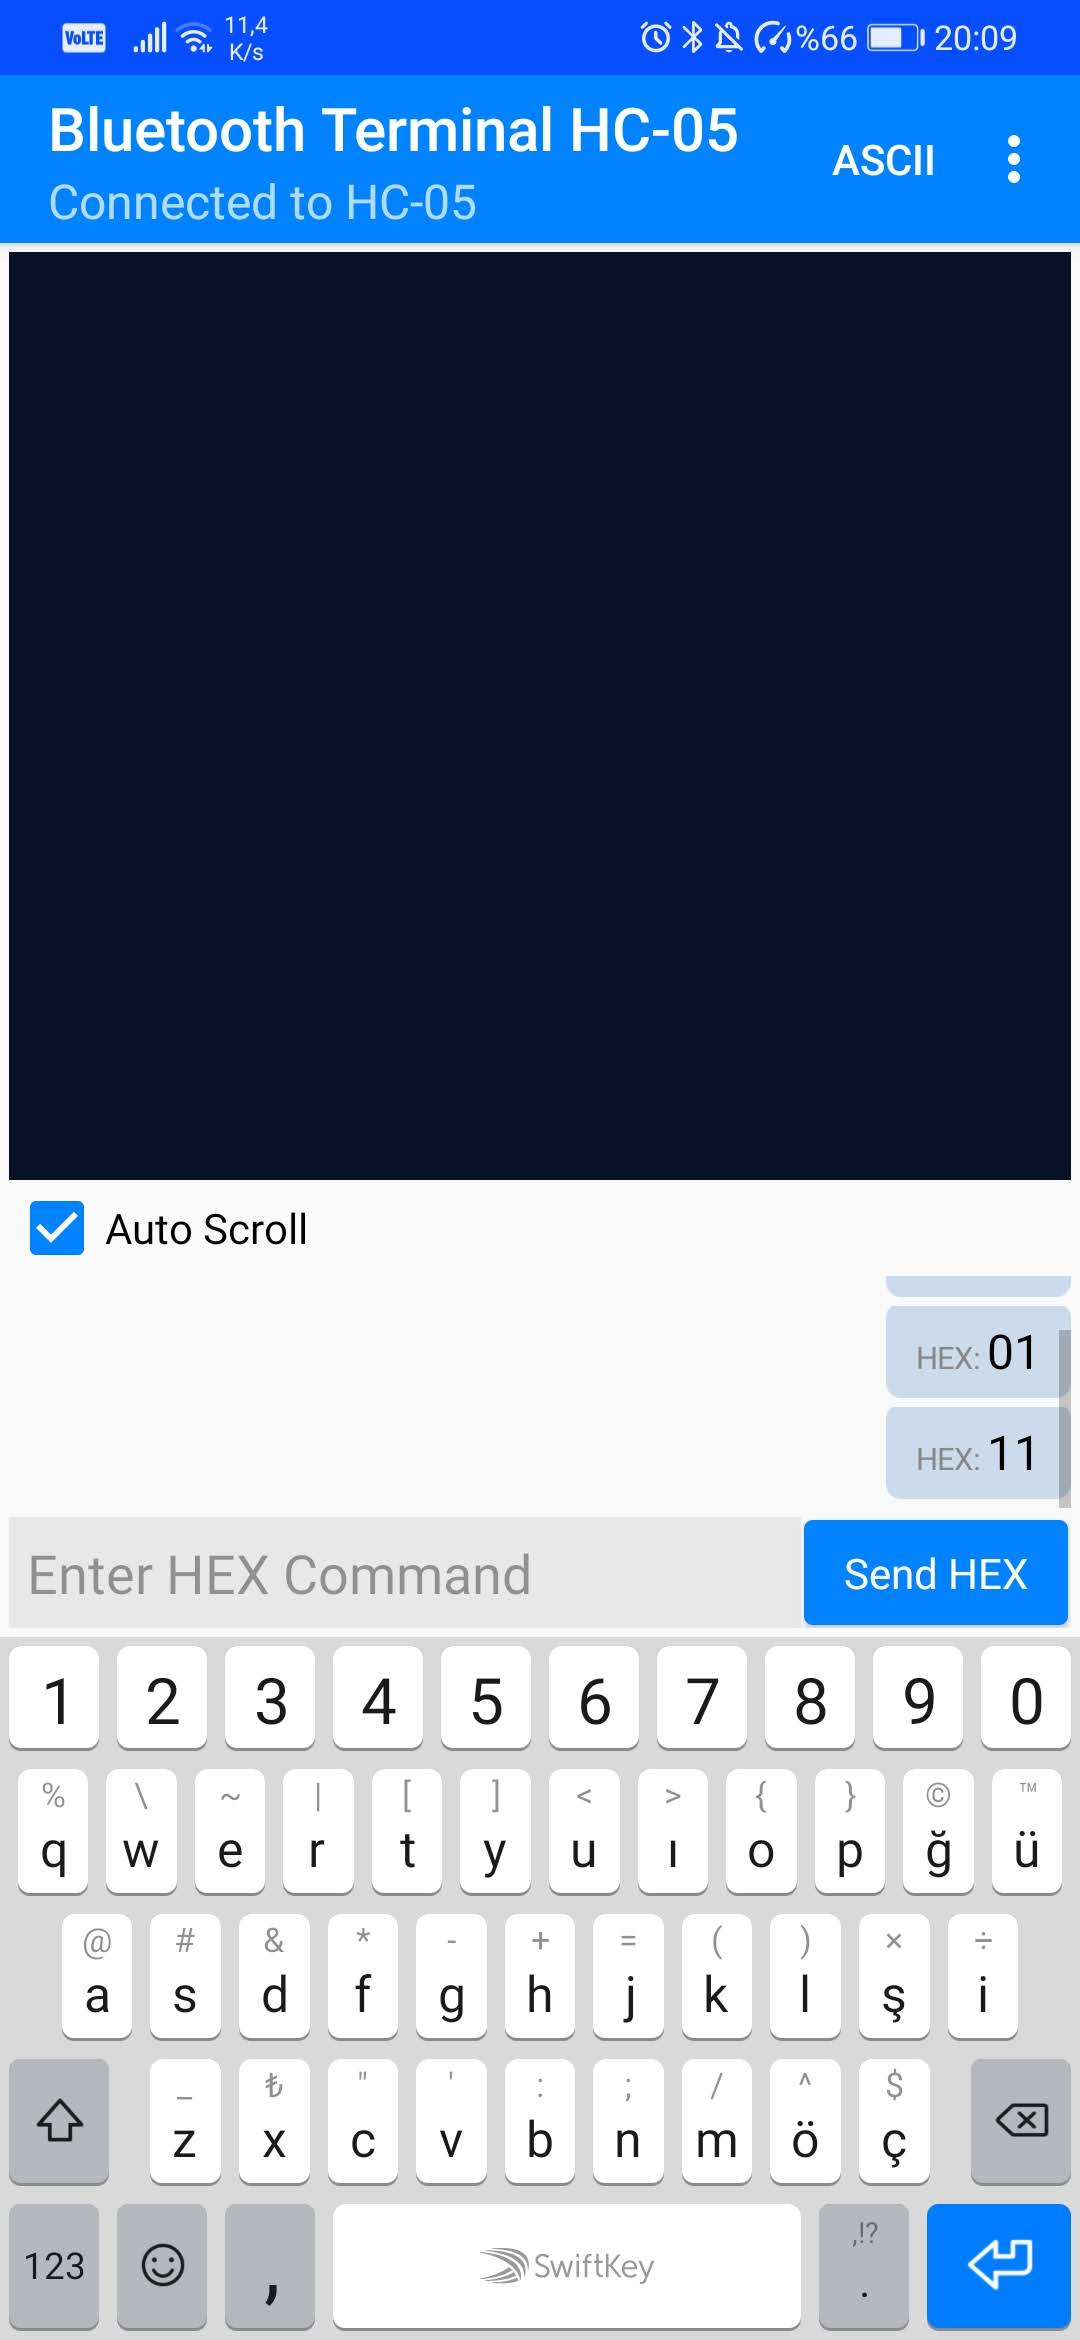 VoLTE 11,4 K/s %66 20:09
Bluetooth Terminal HC-05
Connected to HC-05
ASCII
Auto Scroll
HEX: 01
HEX: 11
Enter HEX Command
Send HEX
1 2 3 4 5 6 7 8 9 0
% \ ~ | [ ] < > { } © ™
q w e r t y u ı o p ğ ü
@ # & * - + = ( ) × ÷
a s d f g h j k l ş i
_ ₺ " ' : ; / ^ $
z x c v b n m ö ç
,!?
123 , SwiftKey .